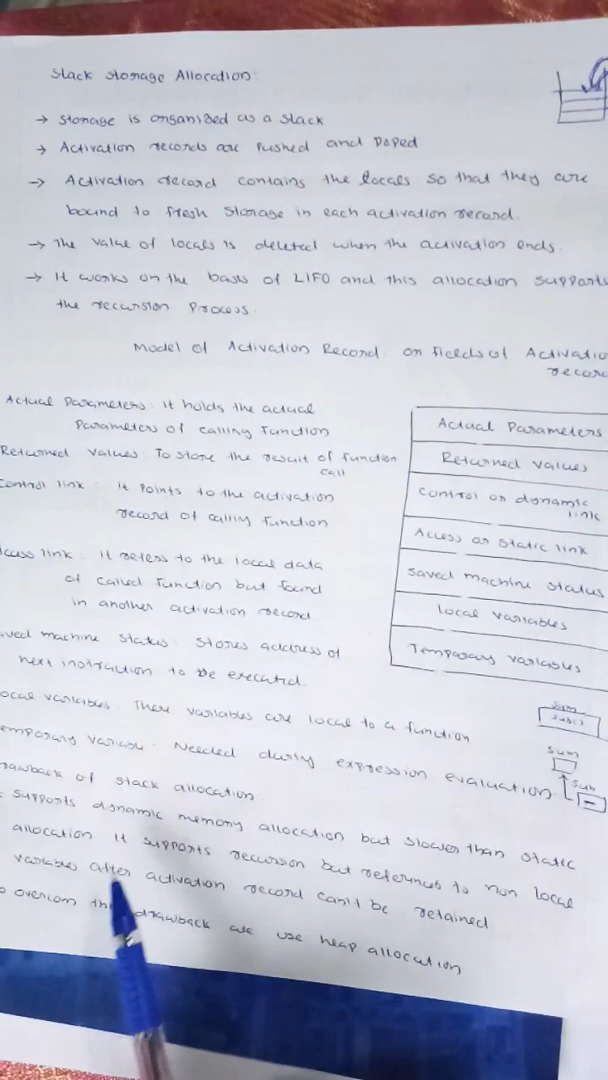 Stack Storage Allocation:
→ Storage is organised as a Stack
→ Activation records are Pushed and Poped
→ Activation record contains the locals so that they are
bound to fresh storage in each activation record.
→ The value of locals is deleted when the activation ends.
→ It works on the basis of LIFO and this allocation supports
the recursion Process.
Model of Activation Record or fields of Activatio
record
Actual Parameters: It holds the actual
Parameters of calling Function
Returned Values: To store the result of function
call
Control link: It Points to the activation
record of calling function
ccess link: It refers to the local data
of called Function but found
in another activation record
aved machine status: Stores address of
next instruction to be executed.
ocal variables: These variables are local to a function
emporary variable: Needed during expression evaluation.
rawback of stack allocation
supports dynamic memory allocation but slower than static
allocation. It supports recursion but references to non local
variables after activation record can't be retained
o overcom this drawback we use heap allocation
Actual Parameters
Returned values
Control or dynamic
link
Access or Static link
Saved machine Status
local variables
Temporary variables
Sum
Sum
Sub